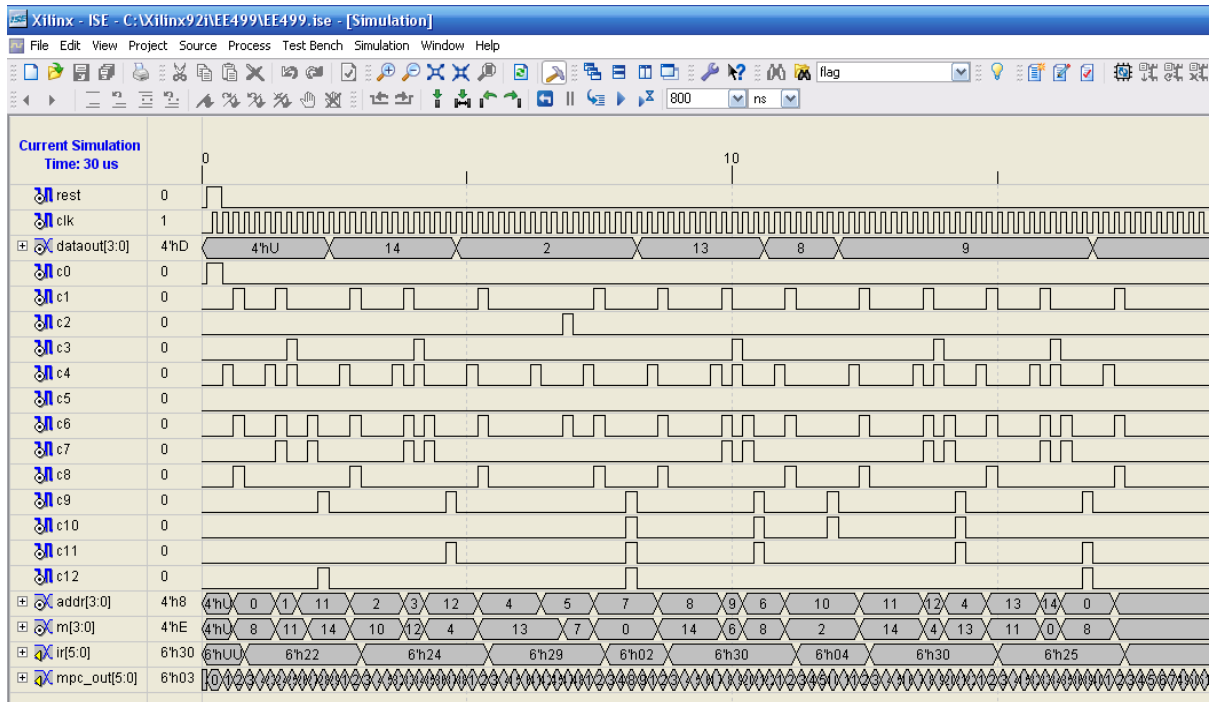 Xilinx - ISE - C:\Xilinx92i\EE499\EE499.ise - [Simulation]
File Edit View Project Source Process Test Bench Simulation Window Help
flag
800 ns
Current Simulation
Time: 30 us
0 10
rest 0
clk 1
dataout[3:0] 4'hD 4'hU 14 2 13 8 9
c0 0
c1 0
c2 0
c3 0
c4 0
c5 0
c6 0
c7 0
c8 0
c9 0
c10 0
c11 0
c12 0
addr[3:0] 4'h8 4'hU 0 1 11 2 3 12 4 5 7 8 9 6 10 11 12 4 13 14 0
m[3:0] 4'hE 4'hU 8 11 14 10 12 4 13 7 0 14 6 8 2 14 4 13 11 0 8
ir[5:0] 6'h30 6'hUU 6'h22 6'h24 6'h29 6'h02 6'h30 6'h04 6'h30 6'h25
mpc_out[5:0] 6'h03